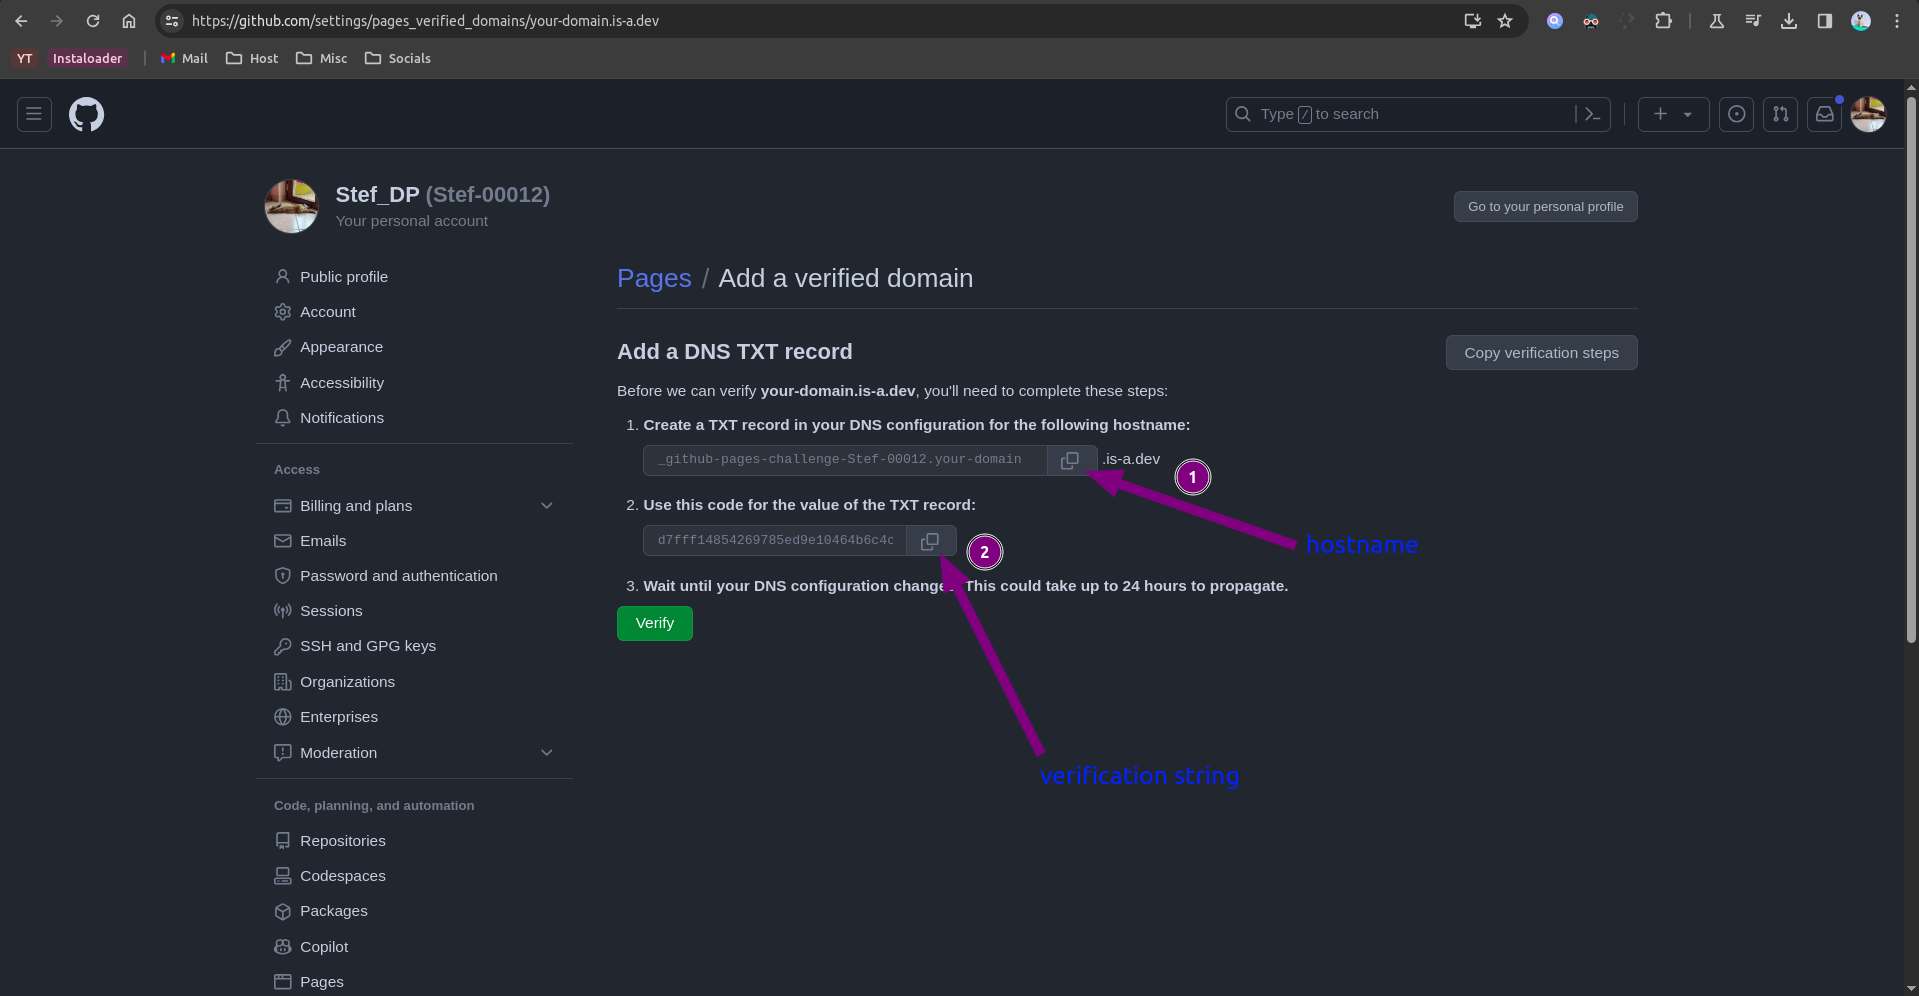 https://github.com/settings/pages_verified_domains/your-domain.is-a.dev
YT Instaloader Mail Host Misc Socials
Type / to search
Stef_DP (Stef-00012)
Your personal account
Go to your personal profile
Public profile
Account
Appearance
Accessibility
Notifications
Access
Billing and plans
Emails
Password and authentication
Sessions
SSH and GPG keys
Organizations
Enterprises
Moderation
Code, planning, and automation
Repositories
Codespaces
Packages
Copilot
Pages
Pages / Add a verified domain
Add a DNS TXT record
Copy verification steps
Before we can verify your-domain.is-a.dev, you'll need to complete these steps:
1. Create a TXT record in your DNS configuration for the following hostname:
_github-pages-challenge-Stef-00012.your-domain .is-a.dev
1
hostname
2. Use this code for the value of the TXT record:
d7fff14854269785ed9e10464b6c4c
2
3. Wait until your DNS configuration change This could take up to 24 hours to propagate.
Verify
verification string